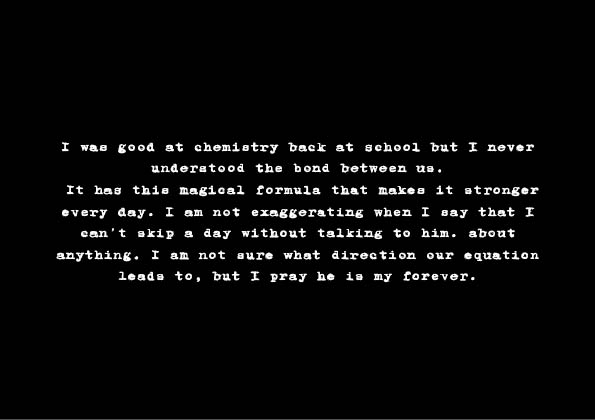 I was good at chemistry back at school but I never
understood the bond between us.
It has this magical formula that makes it stronger
every day. I am not exaggerating when I say that I
can't skip a day without talking to him. about
anything. I am not sure what direction our equation
leads to, but I pray he is my forever.